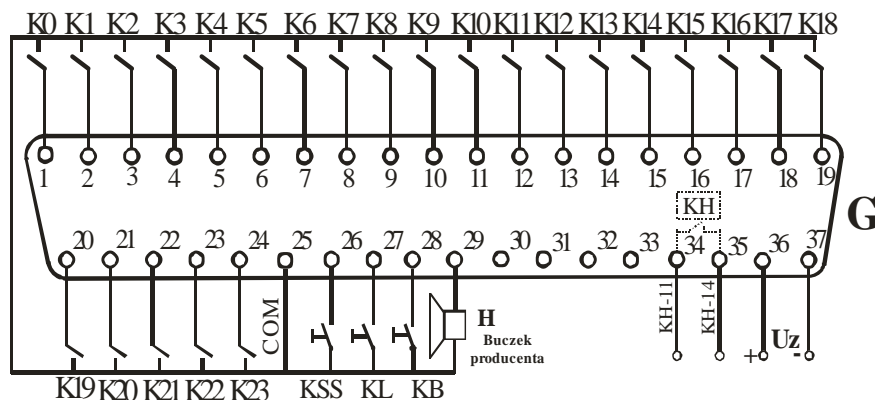 K0 K1 K2 K3 K4 K5 K6 K7 K8 K9 K10 K11 K12 K13 K14 K15 K16 K17 K18
1 2 3 4 5 6 7 8 9 10 11 12 13 14 15 16 17 18 19
KH
G
20 21 22 23 24 25 26 27 28 29 30 31 32 33 34 35 36 37
COM
KH-11
KH-14
H
Buczek
producenta
+ Uz -
K19 K20 K21 K22 K23 KSS KL KB